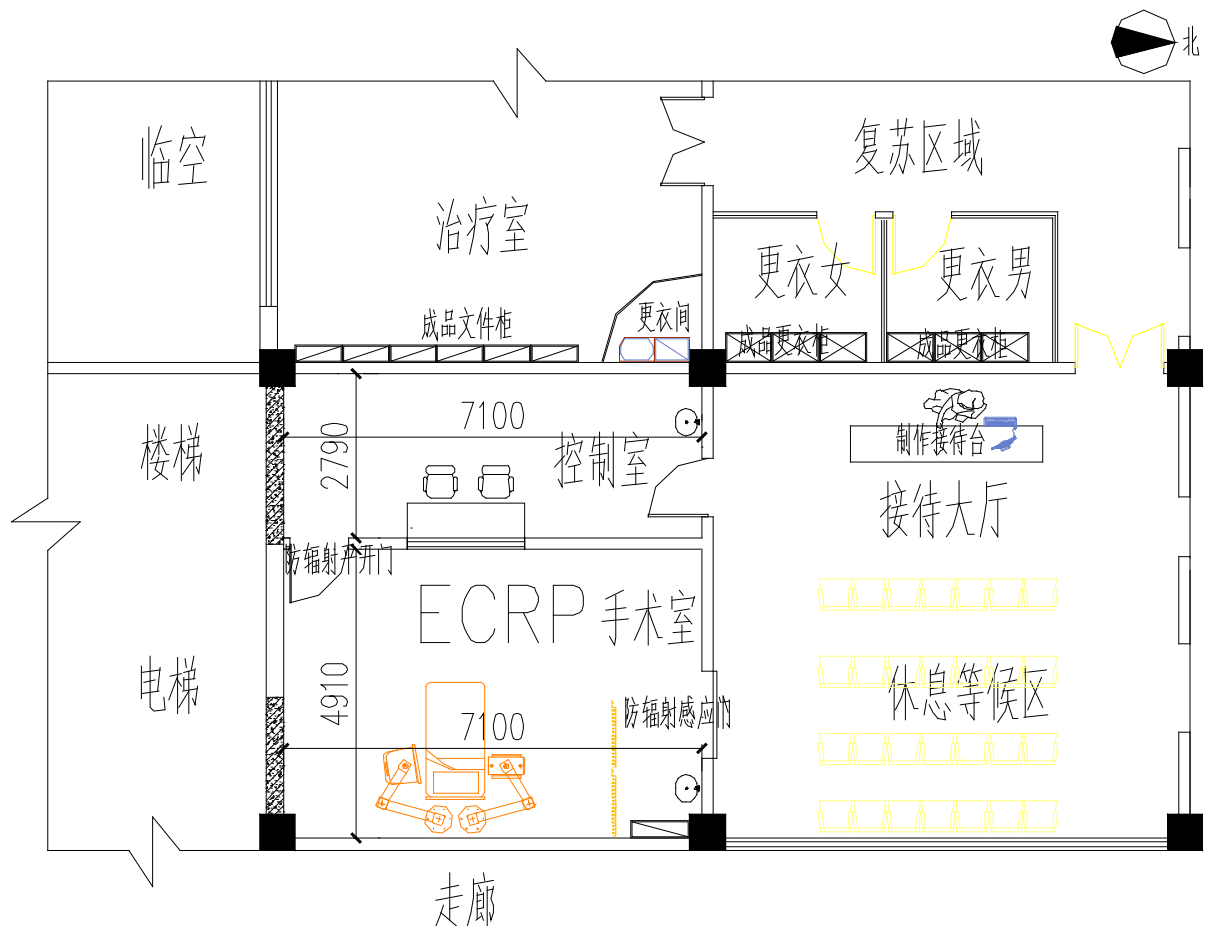 北
临空
复苏区域
治疗室
更衣女
更衣男
成品文件柜
更衣间
成品更衣柜
成品更衣柜
7100
2790
楼梯
控制室
制作接待台
接待大厅
防辐射平开门
ECRP 手术室
电梯
4910
7100
防辐射感应门
休息等候区
走廊